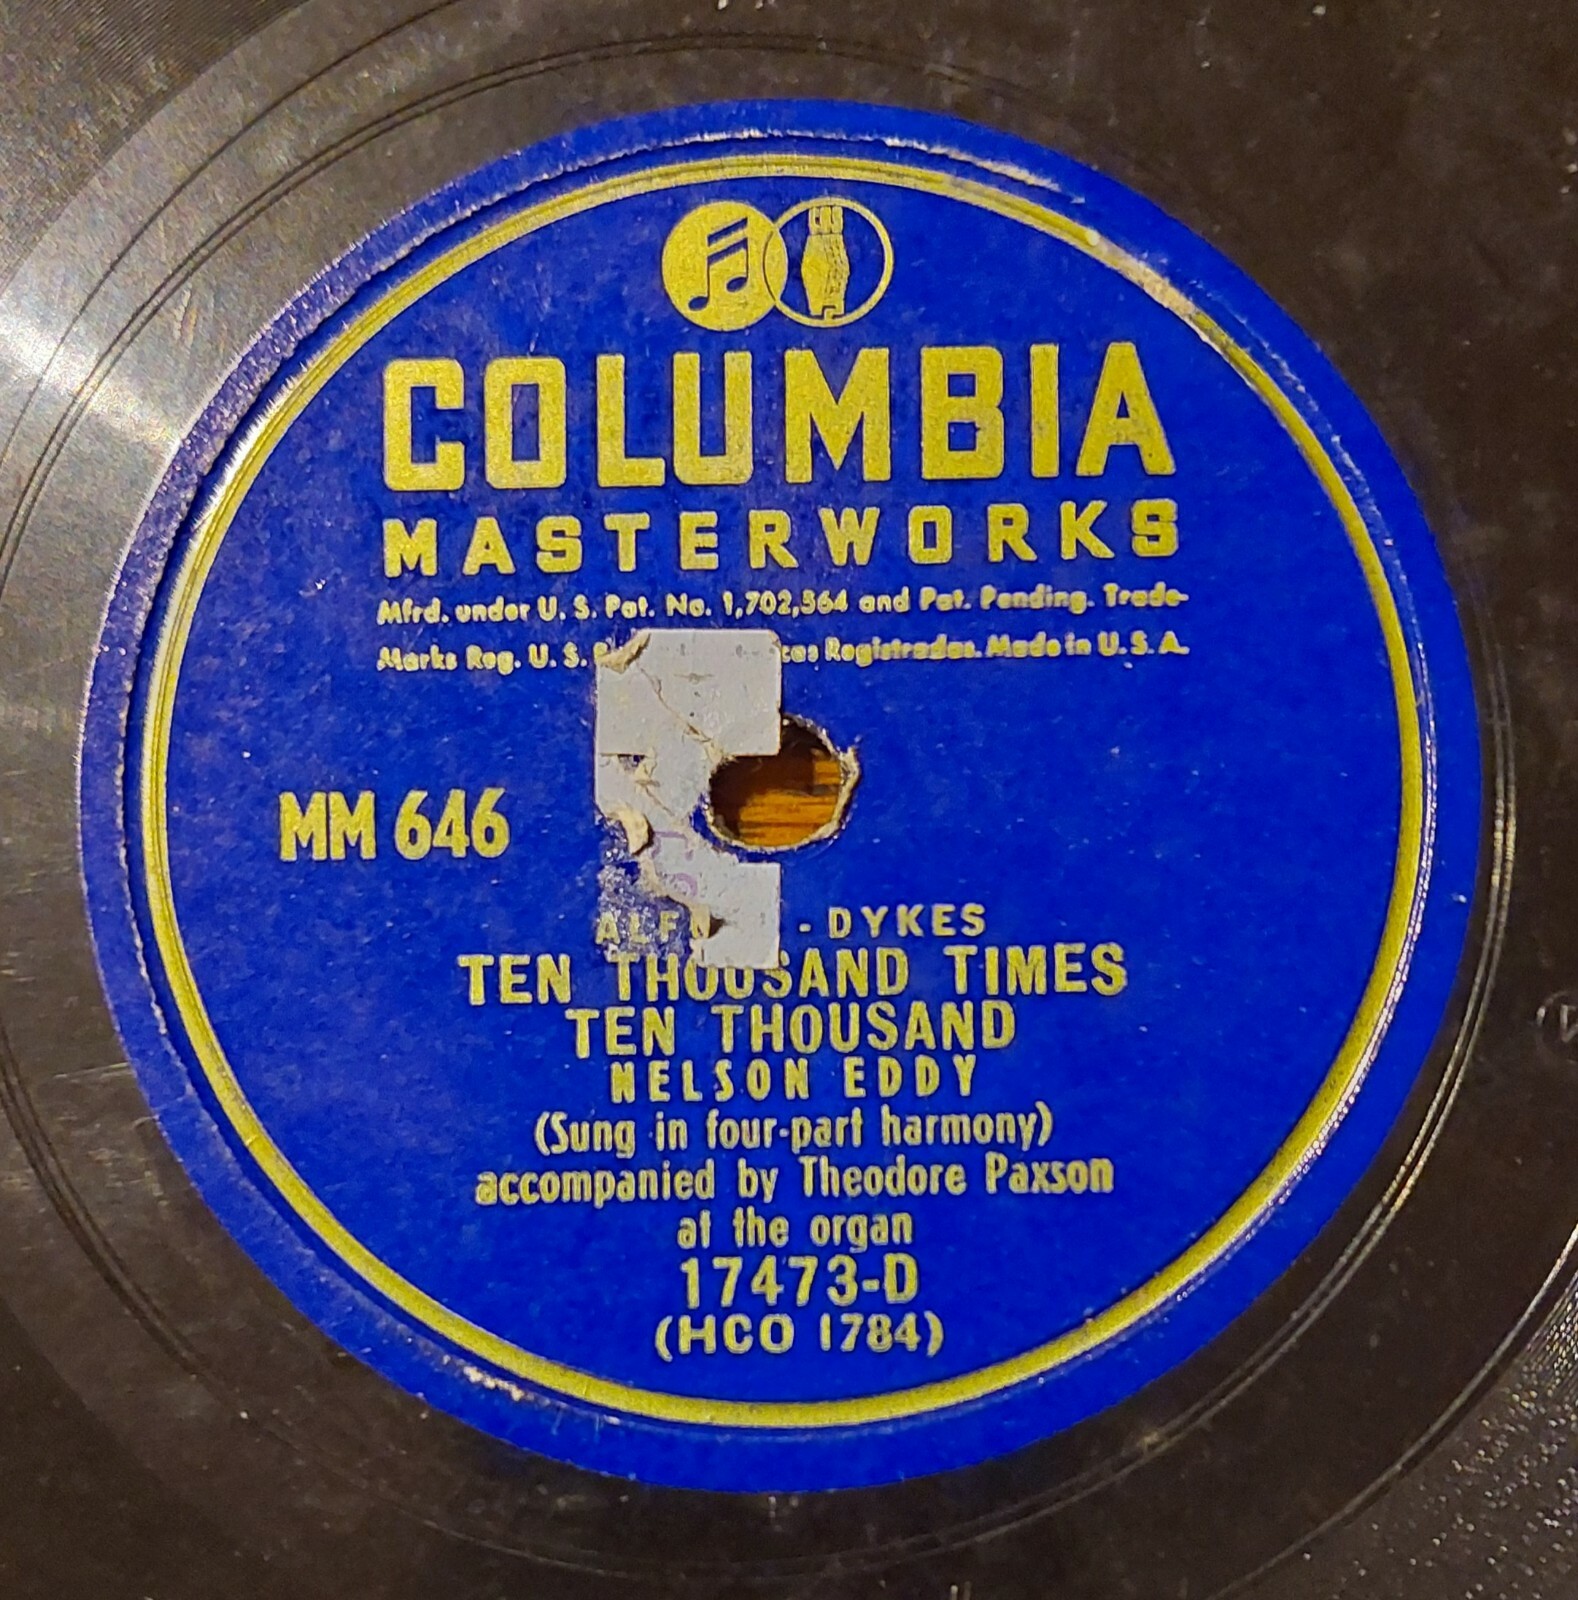 CBS
COLUMBIA
MASTERWORKS
Mfrd. under U. S. Pat. No. 1,702,564 and Pat. Pending. Trade-
Marks Reg. U. S. Registradas. Made in U. S. A.
MM 646
- DYKES
TEN THOUSAND TIMES
TEN THOUSAND
NELSON EDDY
(Sung in four-part harmony)
accompanied by Theodore Paxson
at the organ
17473-D
(HCO 1784)